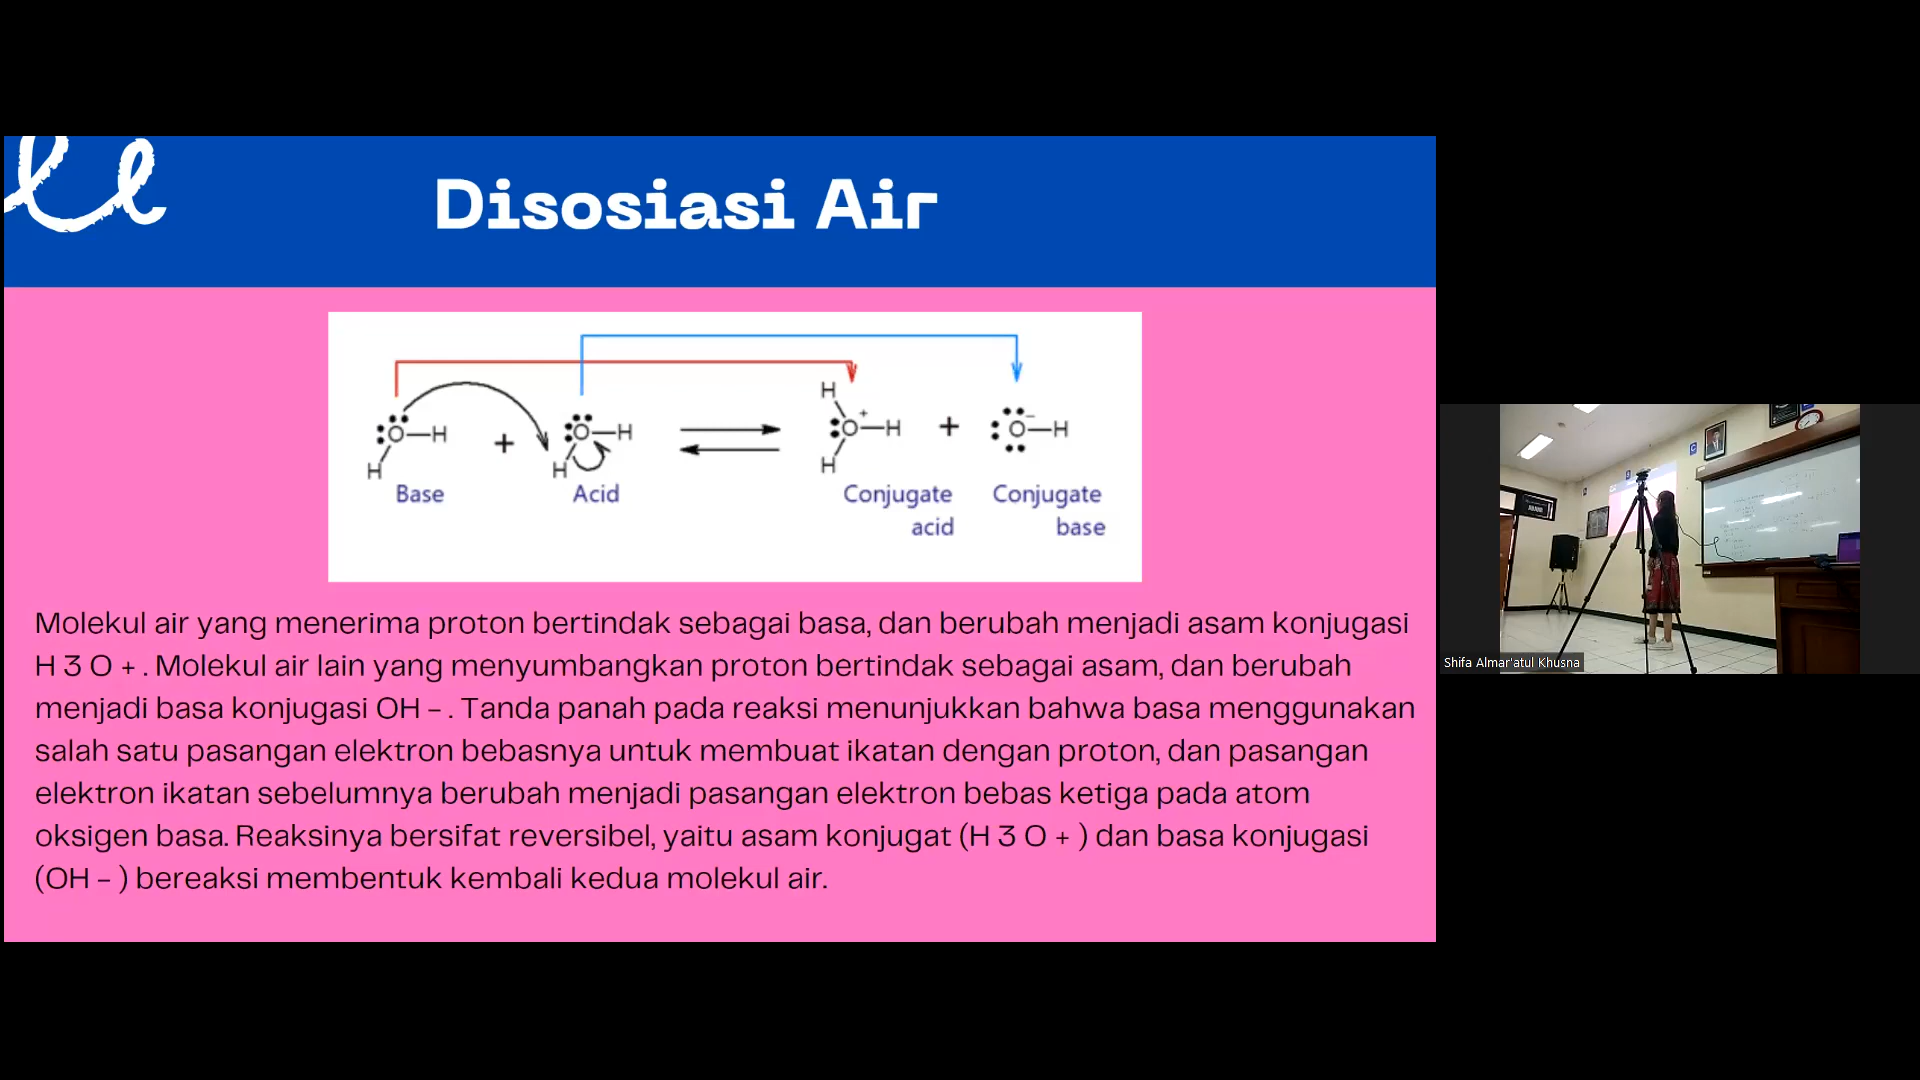 Disosiasi Air
H
O
H
H
+
O
H
H
H
O
+
H
H
+
O
-
H
Base
Acid
Conjugate
acid
Conjugate
base
Molekul air yang menerima proton bertindak sebagai basa, dan berubah menjadi asam konjugasi
H 3 O + . Molekul air lain yang menyumbangkan proton bertindak sebagai asam, dan berubah
menjadi basa konjugasi OH – . Tanda panah pada reaksi menunjukkan bahwa basa menggunakan
salah satu pasangan elektron bebasnya untuk membuat ikatan dengan proton, dan pasangan
elektron ikatan sebelumnya berubah menjadi pasangan elektron bebas ketiga pada atom
oksigen basa. Reaksinya bersifat reversibel, yaitu asam konjugat (H 3 O + ) dan basa konjugasi
(OH – ) bereaksi membentuk kembali kedua molekul air.
Shifa Almar'atul Khusna